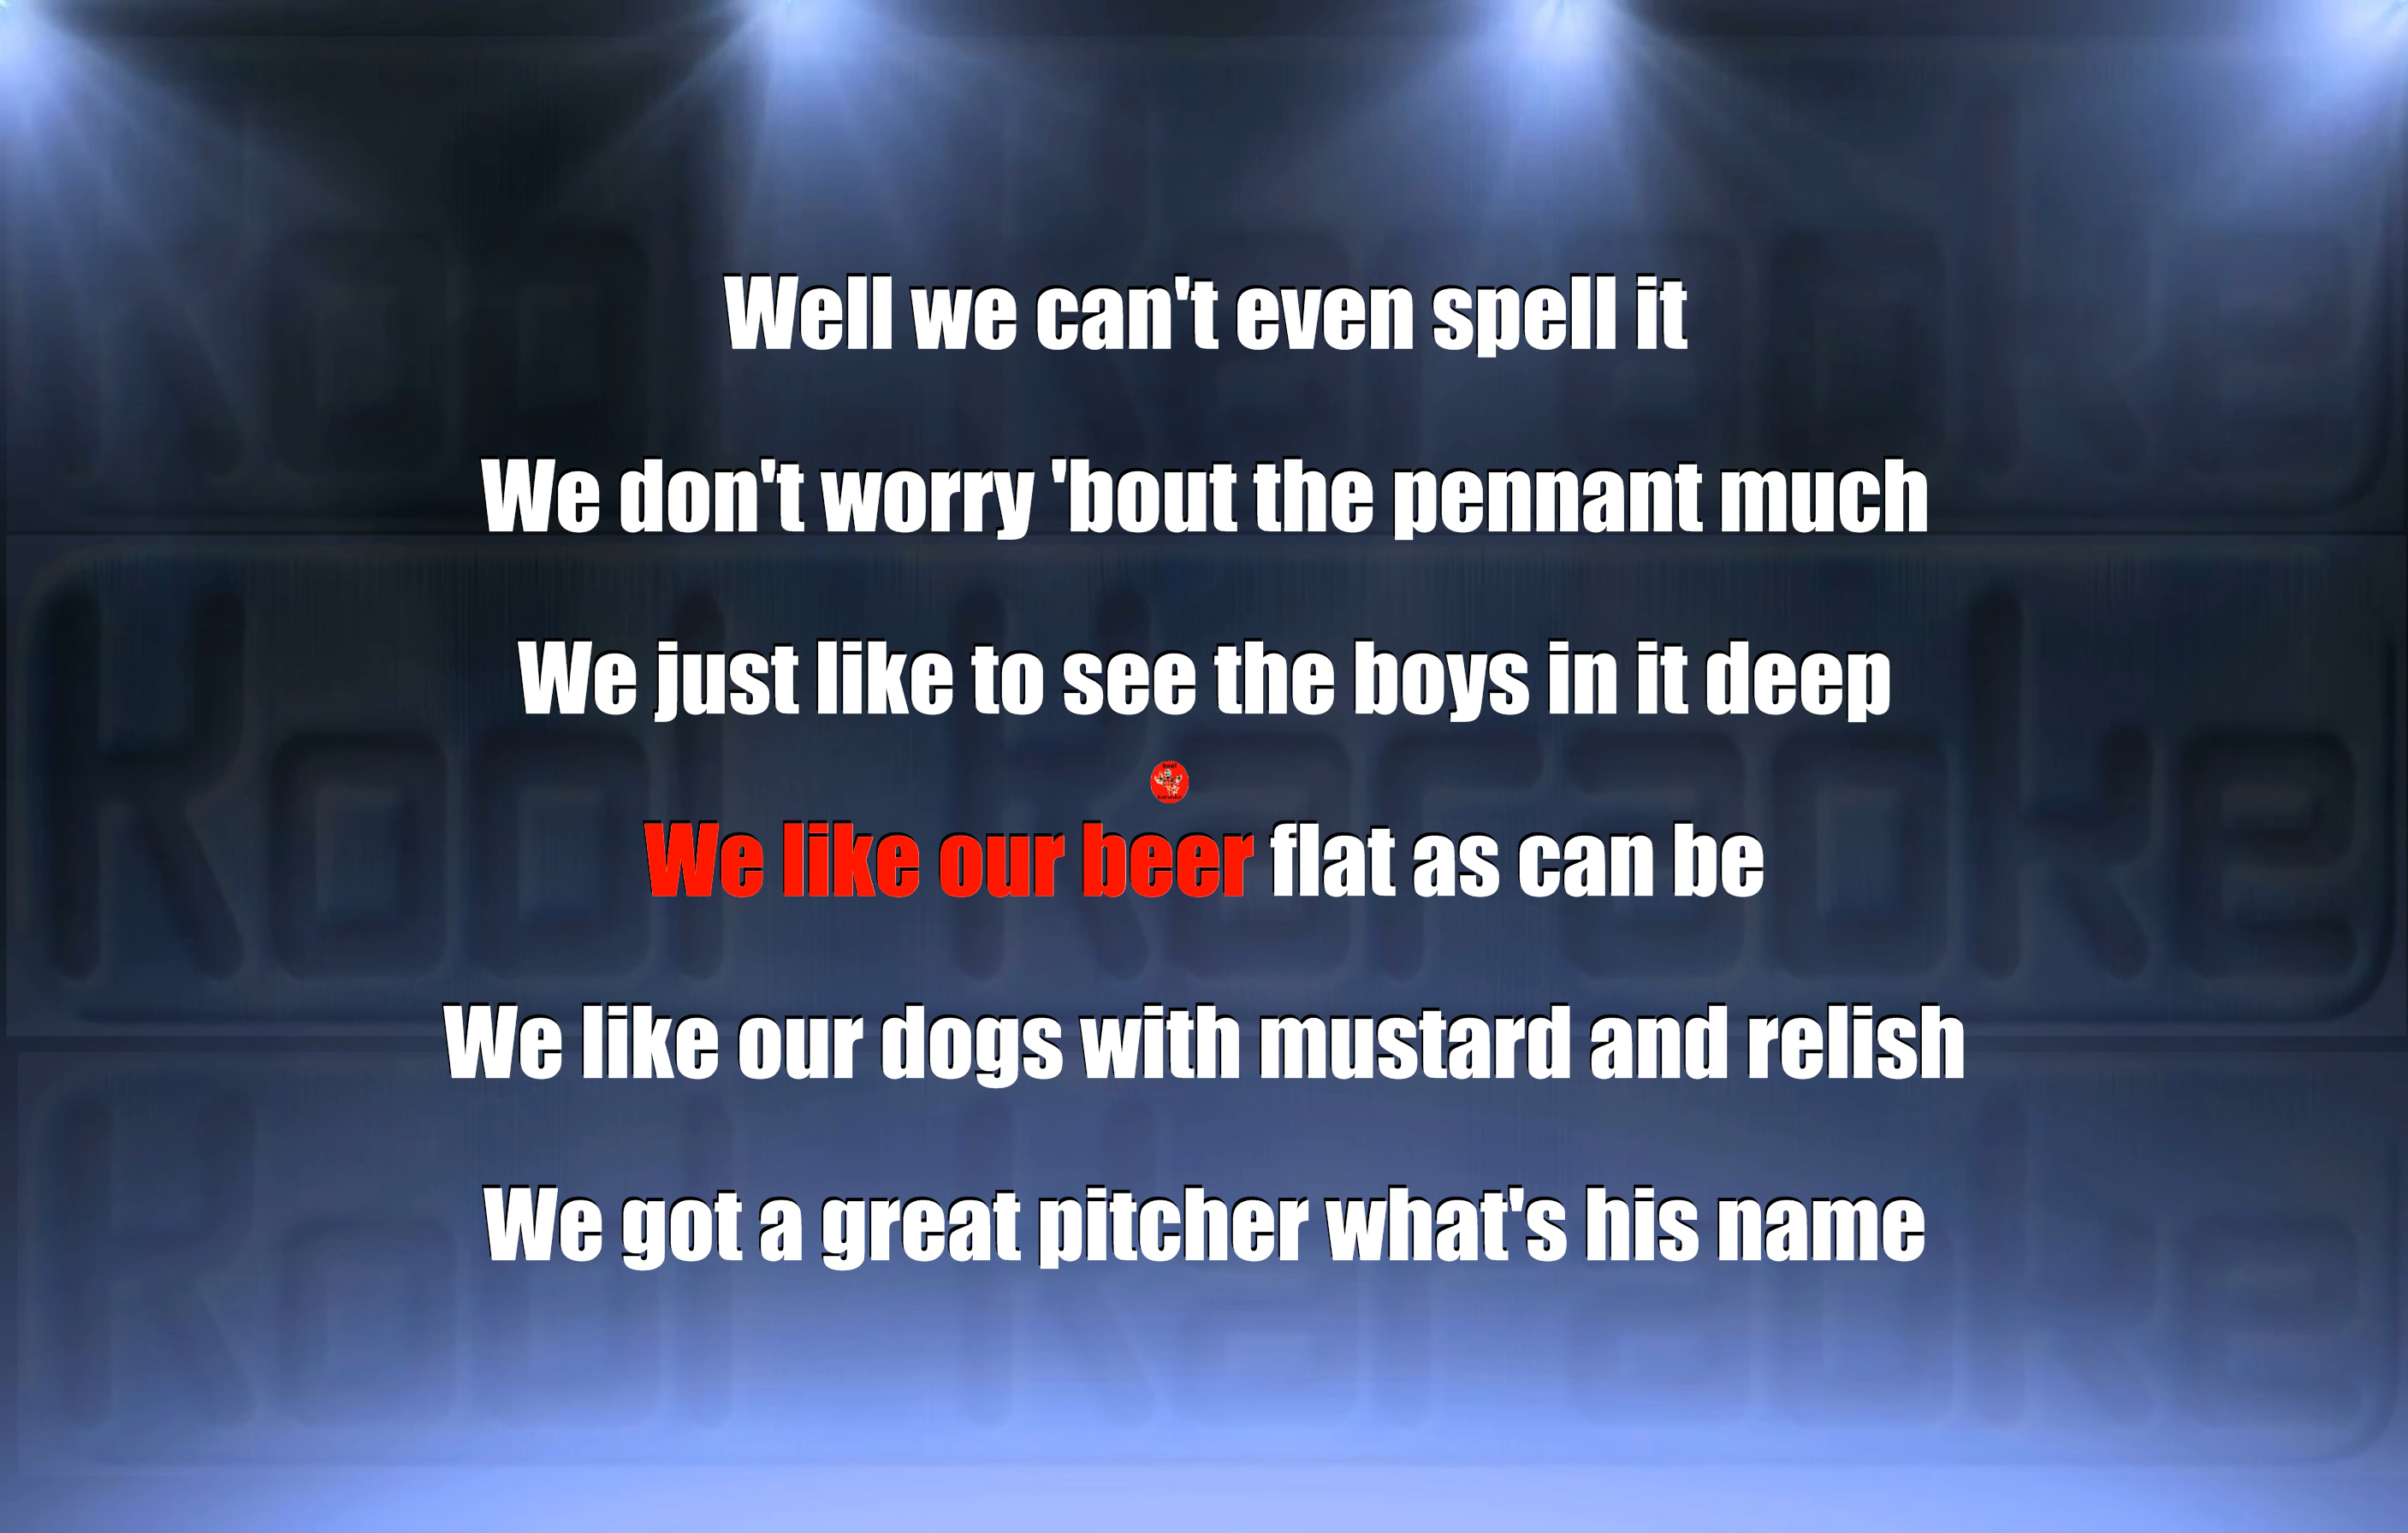 Well we can't even spell it
We don't worry 'bout the pennant much
We just like to see the boys in it deep
We like our beer flat as can be
We like our dogs with mustard and relish
We got a great pitcher what's his name
Kool Karaoke